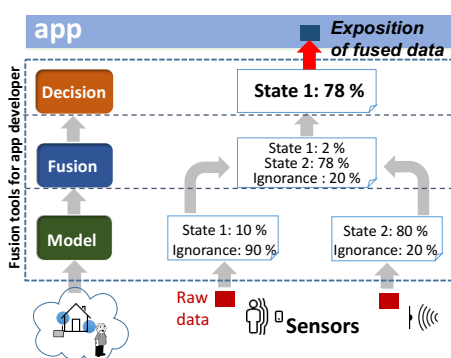 app
Exposition
of fused data
Fusion tools for app developer
Decision
State 1: 78 %
Fusion
State 1: 2 %
State 2: 78 %
Ignorance : 20 %
Model
State 1: 10 %
Ignorance: 90 %
State 2: 80 %
Ignorance: 20 %
Raw
data
Sensors